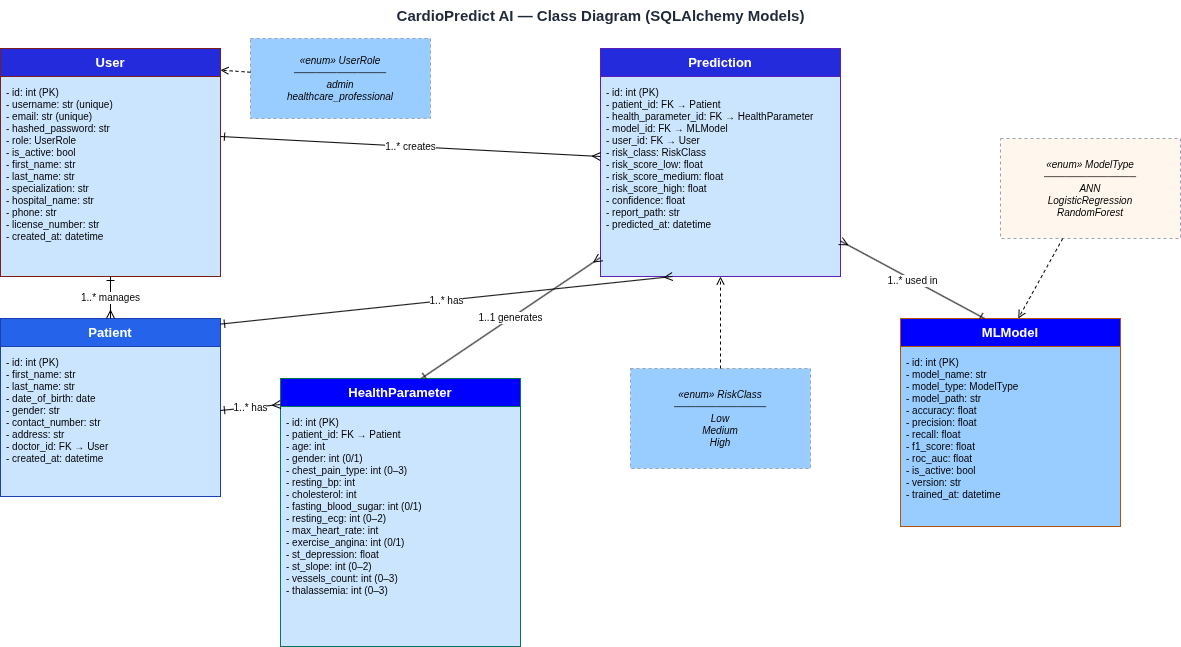 CardioPredict AI — Class Diagram (SQLAlchemy Models)
User
- id: int (PK)
- username: str (unique)
- email: str (unique)
- hashed_password: str
- role: UserRole
- is_active: bool
- first_name: str
- last_name: str
- specialization: str
- hospital_name: str
- phone: str
- license_number: str
- created_at: datetime
«enum» UserRole
admin
healthcare_professional
Prediction
- id: int (PK)
- patient_id: FK → Patient
- health_parameter_id: FK → HealthParameter
- model_id: FK → MLModel
- user_id: FK → User
- risk_class: RiskClass
- risk_score_low: float
- risk_score_medium: float
- risk_score_high: float
- confidence: float
- report_path: str
- predicted_at: datetime
«enum» ModelType
ANN
LogisticRegression
RandomForest
1..* creates
1..* manages
1..* has
1..1 generates
1..* used in
Patient
- id: int (PK)
- first_name: str
- last_name: str
- date_of_birth: date
- gender: str
- contact_number: str
- address: str
- doctor_id: FK → User
- created_at: datetime
1..* has
HealthParameter
- id: int (PK)
- patient_id: FK → Patient
- age: int
- gender: int (0/1)
- chest_pain_type: int (0–3)
- resting_bp: int
- cholesterol: int
- fasting_blood_sugar: int (0/1)
- resting_ecg: int (0–2)
- max_heart_rate: int
- exercise_angina: int (0/1)
- st_depression: float
- st_slope: int (0–2)
- vessels_count: int (0–3)
- thalassemia: int (0–3)
«enum» RiskClass
Low
Medium
High
MLModel
- id: int (PK)
- model_name: str
- model_type: ModelType
- model_path: str
- accuracy: float
- precision: float
- recall: float
- f1_score: float
- roc_auc: float
- is_active: bool
- version: str
- trained_at: datetime